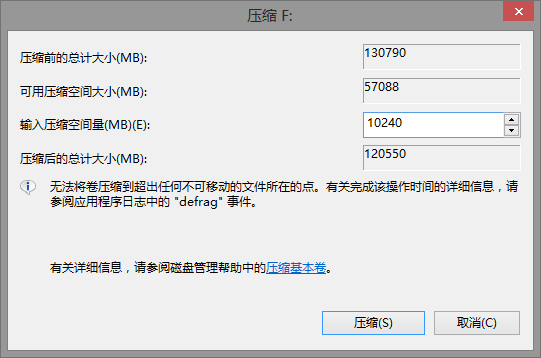 压缩 F:
压缩前的总计大小(MB): 130790
可用压缩空间大小(MB): 57088
输入压缩空间量(MB)(E): 10240
压缩后的总计大小(MB): 120550
无法将卷压缩到超出任何不可移动的文件所在的点。有关完成该操作时间的详细信息，请
参阅应用程序日志中的 "defrag" 事件。
有关详细信息，请参阅磁盘管理帮助中的压缩基本卷。
压缩(S) 取消(C)